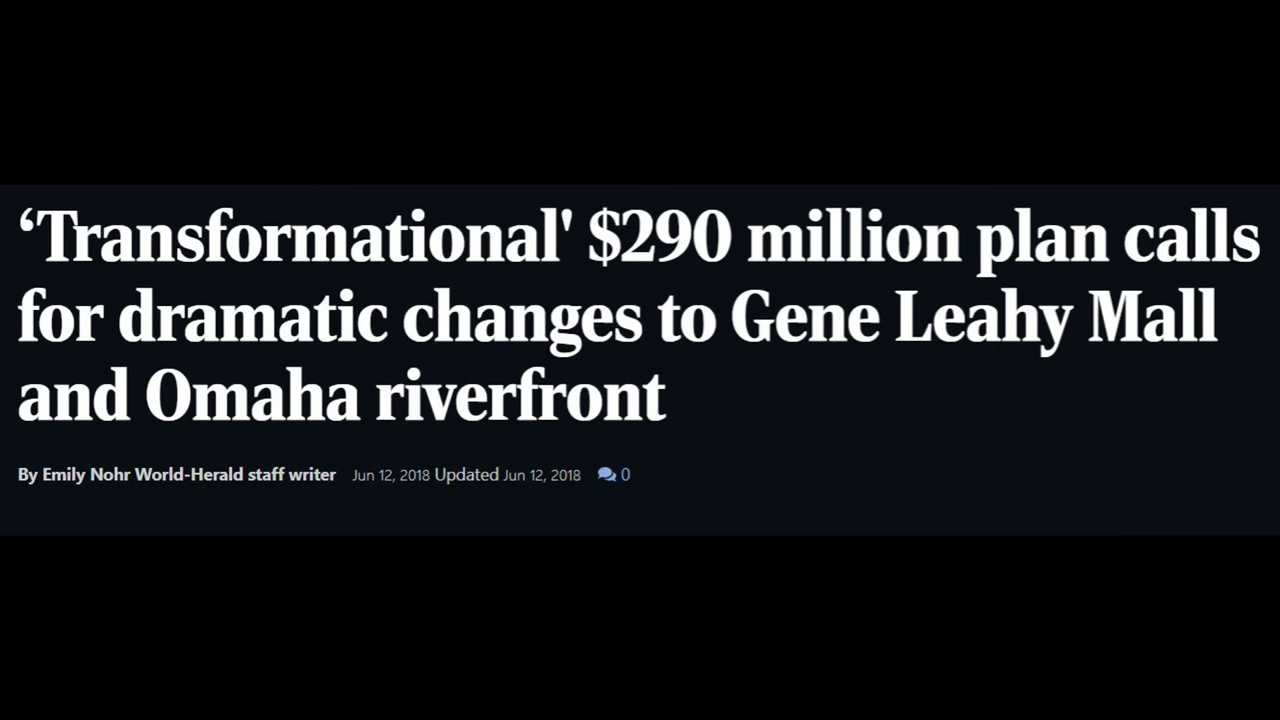 ‘Transformational' $290 million plan calls
for dramatic changes to Gene Leahy Mall
and Omaha riverfront
By Emily Nohr World-Herald staff writer Jun 12, 2018 Updated Jun 12, 2018 0